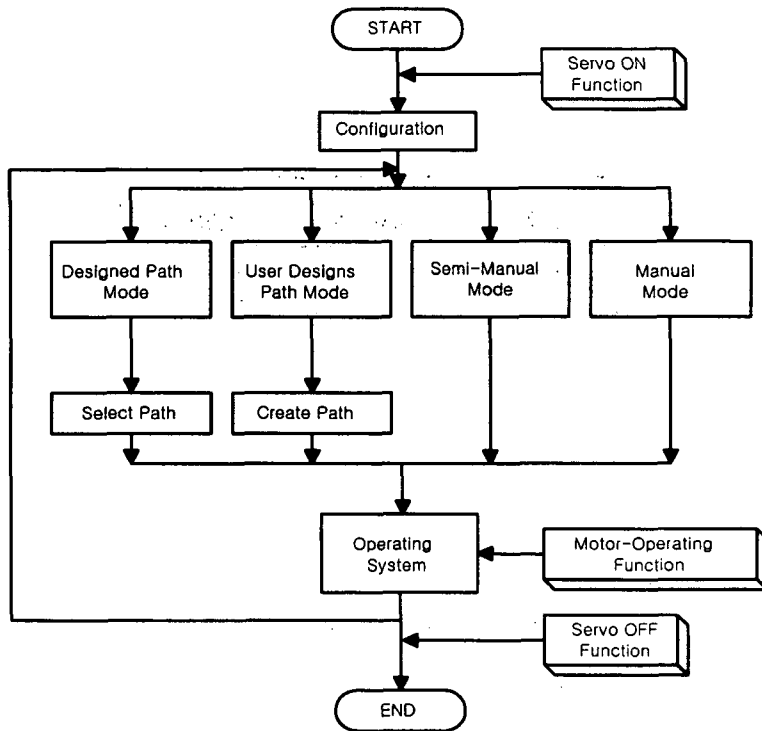 START
Servo ON
Function
Configuration
Designed Path
Mode
User Designs
Path Mode
Semi-Manual
Mode
Manual
Mode
Select Path
Create Path
Operating
System
Motor-Operating
Function
Servo OFF
Function
END